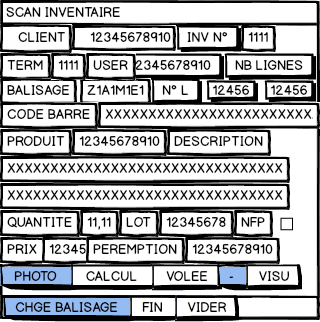 SCAN INVENTAIRE
CLIENT 12345678910 INV N° 1111
TERM 1111 USER 2345678910 NB LIGNES
BALISAGE Z1A1M1E1 N° L 12456 12456
CODE BARRE XXXXXXXXXXXXXXXXXXXXXXXXX
PRODUIT 12345678910 DESCRIPTION
XXXXXXXXXXXXXXXXXXXXXXXXXXXXXXXXX
XXXXXXXXXXXXXXXXXXXXXXXXXXXXXXXXX
QUANTITE 11,11 LOT 12345678 NFP
PRIX 12345 PEREMPTION 12345678910
PHOTO CALCUL VOLEE - VISU
CHGE BALISAGE FIN VIDER